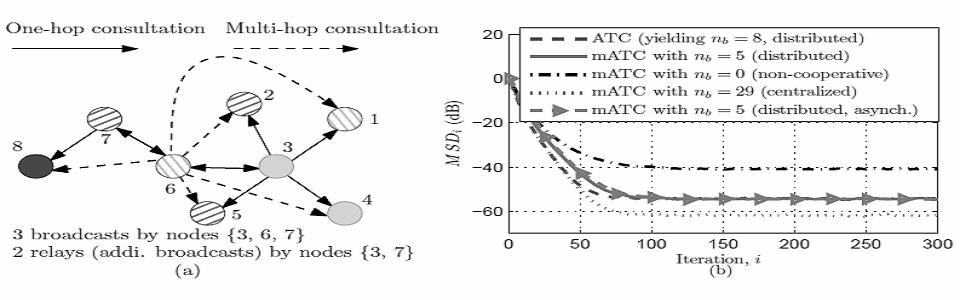 One-hop consultation
Multi-hop consultation
2
1
7
8
3
6
4
5
3 broadcasts by nodes {3, 6, 7}
2 relays (addi. broadcasts) by nodes {3, 7}
(a)
20
0
−20
−40
−60
MSD_i (dB)
ATC (yielding n_b = 8, distributed)
mATC with n_b = 5 (distributed)
mATC with n_b = 0 (non-cooperative)
mATC with n_b = 29 (centralized)
mATC with n_b = 5 (distributed, asynch.)
0 50 100 150 200 250 300
Iteration, i
(b)